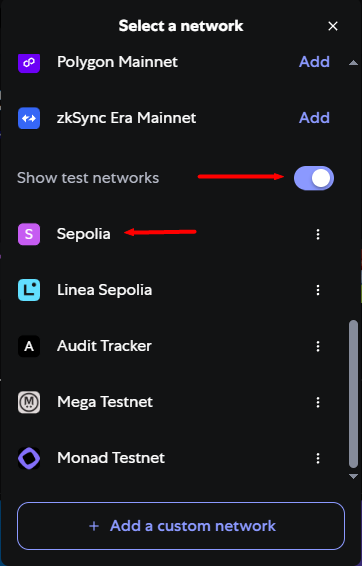 Select a network
Polygon Mainnet Add
zkSync Era Mainnet Add
Show test networks
S Sepolia
L Linea Sepolia
A Audit Tracker
M Mega Testnet
Monad Testnet
+ Add a custom network